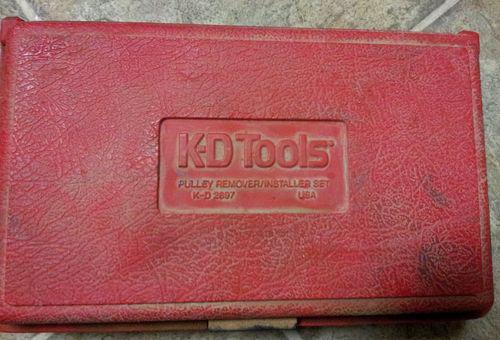 K-D Tools
PULLEY REMOVER/INSTALLER SET
K-D 2897 USA